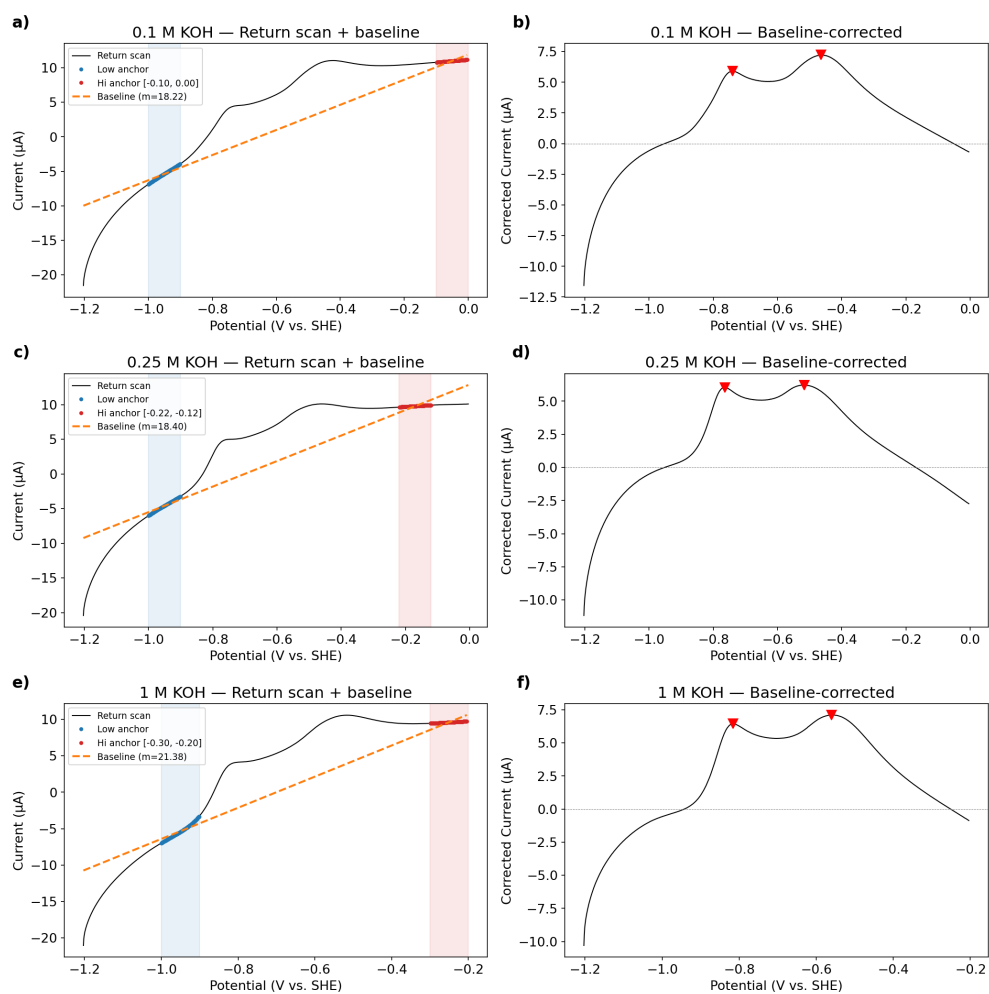 a)
0.1 M KOH — Return scan + baseline
Return scan
Low anchor
Hi anchor [-0.10, 0.00]
Baseline (m=18.22)
Current (µA)
10
5
0
−5
−10
−15
−20
−1.2 −1.0 −0.8 −0.6 −0.4 −0.2 0.0
Potential (V vs. SHE)
b)
0.1 M KOH — Baseline-corrected
Corrected Current (µA)
7.5
5.0
2.5
0.0
−2.5
−5.0
−7.5
−10.0
−12.5
−1.2 −1.0 −0.8 −0.6 −0.4 −0.2 0.0
Potential (V vs. SHE)
c)
0.25 M KOH — Return scan + baseline
Return scan
Low anchor
Hi anchor [-0.22, -0.12]
Baseline (m=18.40)
Current (µA)
10
5
0
−5
−10
−15
−20
−1.2 −1.0 −0.8 −0.6 −0.4 −0.2 0.0
Potential (V vs. SHE)
d)
0.25 M KOH — Baseline-corrected
Corrected Current (µA)
5.0
2.5
0.0
−2.5
−5.0
−7.5
−10.0
−1.2 −1.0 −0.8 −0.6 −0.4 −0.2 0.0
Potential (V vs. SHE)
e)
1 M KOH — Return scan + baseline
Return scan
Low anchor
Hi anchor [-0.30, -0.20]
Baseline (m=21.38)
Current (µA)
10
5
0
−5
−10
−15
−20
−1.2 −1.0 −0.8 −0.6 −0.4 −0.2
Potential (V vs. SHE)
f)
1 M KOH — Baseline-corrected
Corrected Current (µA)
7.5
5.0
2.5
0.0
−2.5
−5.0
−7.5
−10.0
−1.2 −1.0 −0.8 −0.6 −0.4 −0.2
Potential (V vs. SHE)